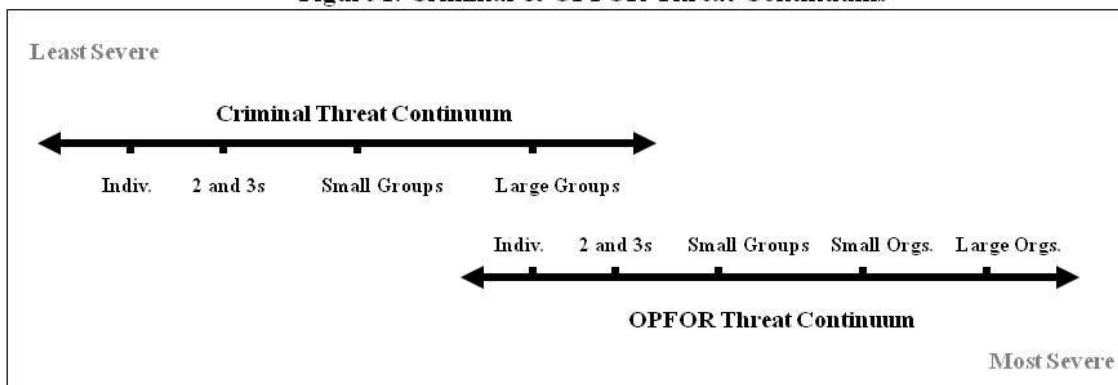 Least Severe
Criminal Threat Continuum
Indiv. 2 and 3s Small Groups Large Groups
Indiv. 2 and 3s Small Groups Small Orgs. Large Orgs.
OPFOR Threat Continuum
Most Severe